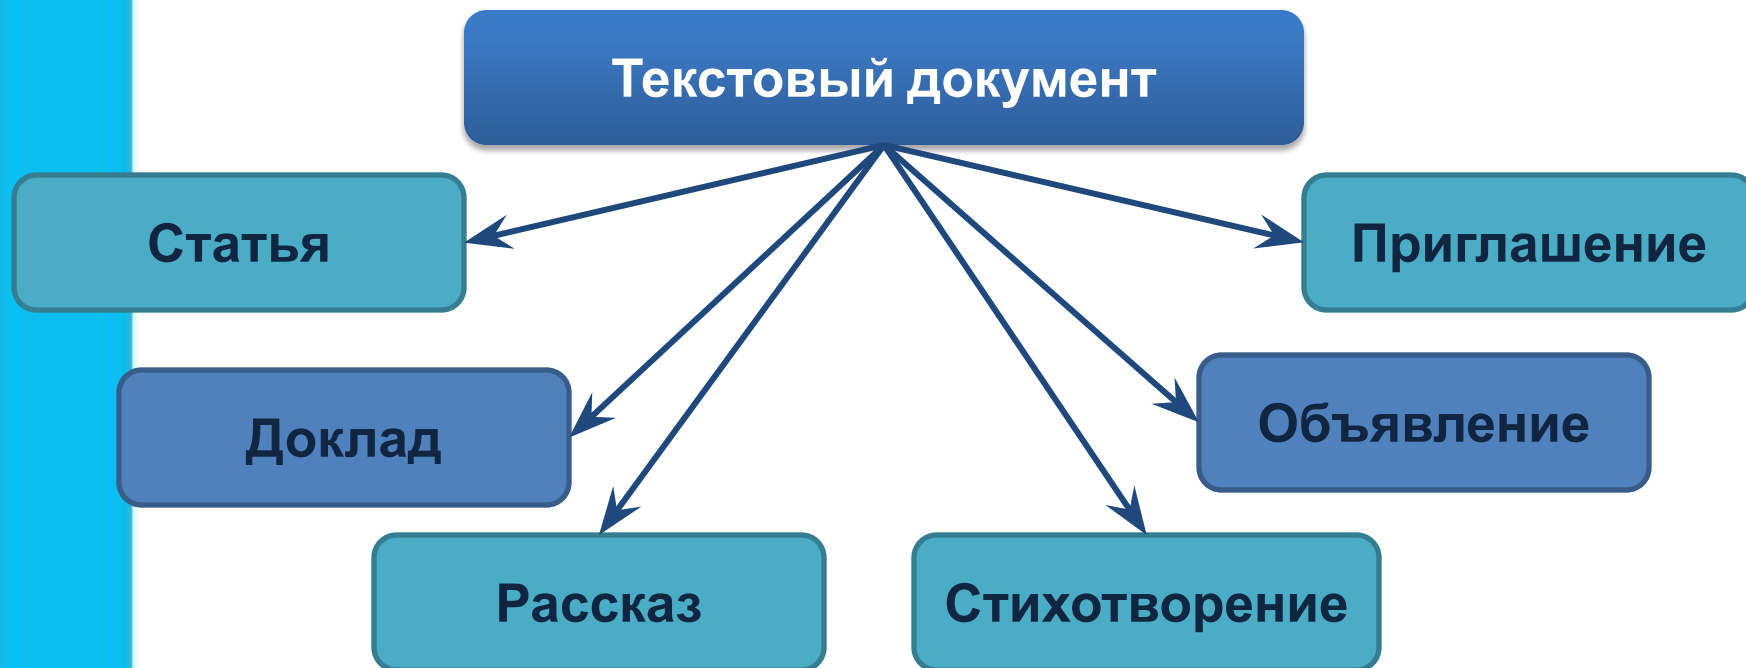 Текстовый документ
Статья
Приглашение
Доклад
Объявление
Рассказ
Стихотворение